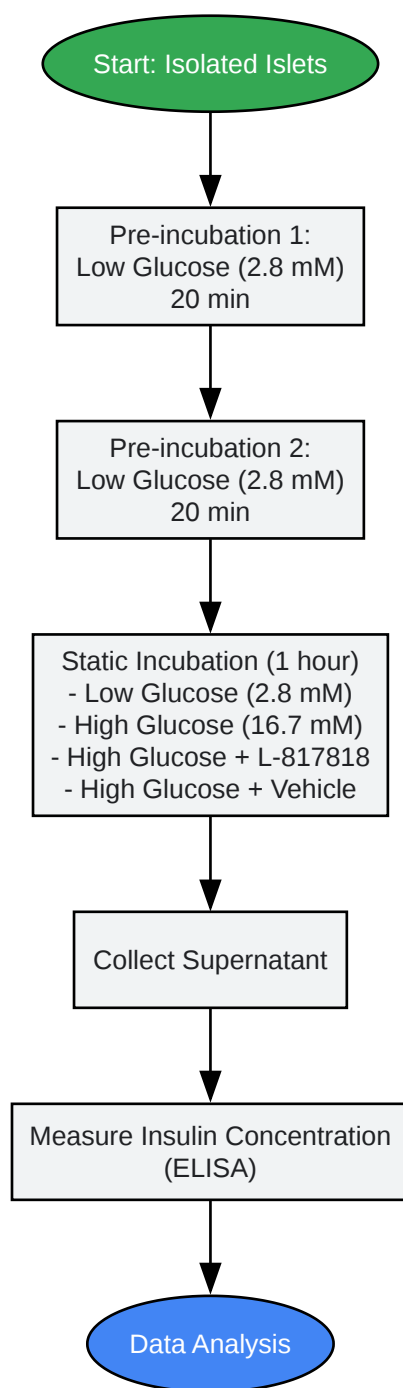 Start: Isolated Islets
Pre-incubation 1:
Low Glucose (2.8 mM)
20 min
Pre-incubation 2:
Low Glucose (2.8 mM)
20 min
Static Incubation (1 hour)
- Low Glucose (2.8 mM)
- High Glucose (16.7 mM)
- High Glucose + L-817818
- High Glucose + Vehicle
Collect Supernatant
Measure Insulin Concentration
(ELISA)
Data Analysis